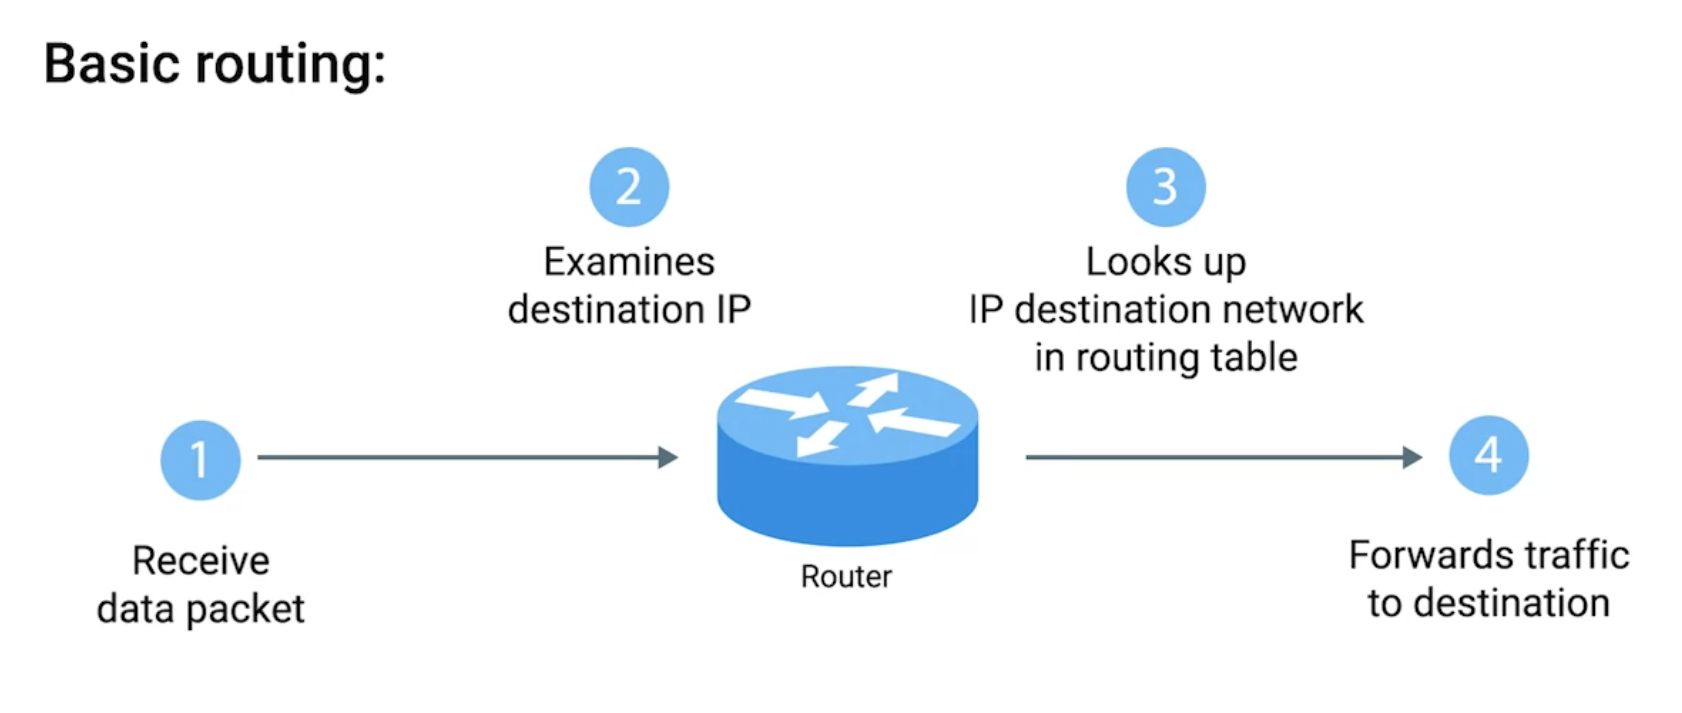 Basic routing:
2
Examines
destination IP
3
Looks up
IP destination network
in routing table
1
Receive
data packet
Router
4
Forwards traffic
to destination